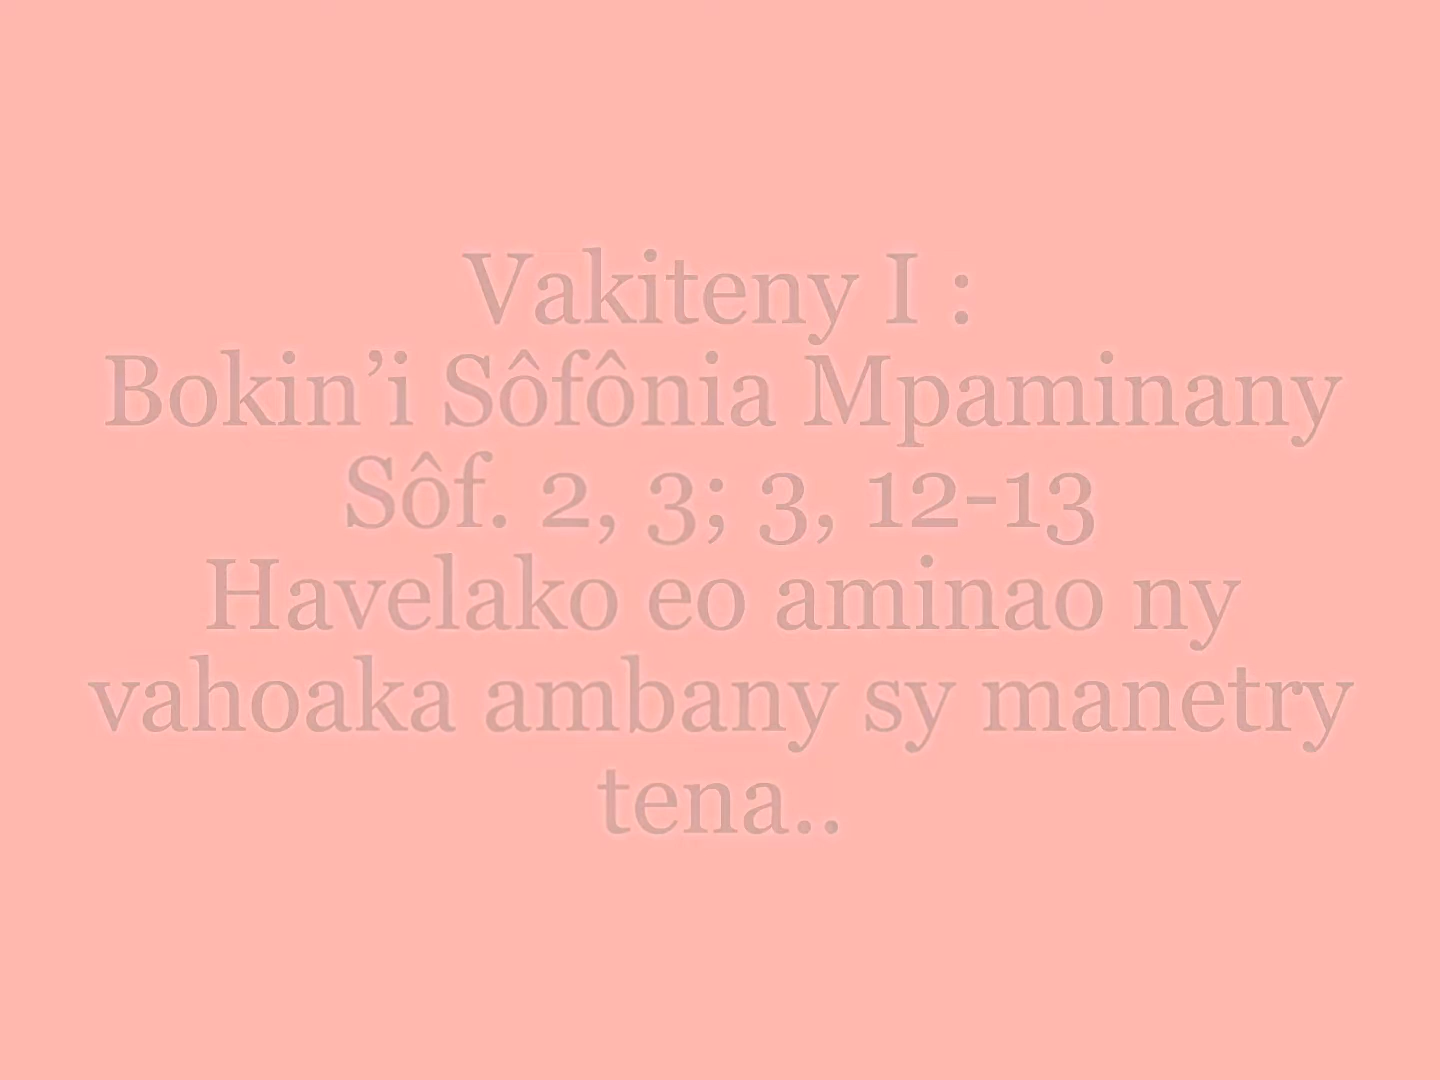 Vakiteny I :
Bokin’i Sôfônia Mpaminany
Sôf. 2, 3; 3, 12-13
Havelako eo aminao ny
vahoaka ambany sy manetry
tena..